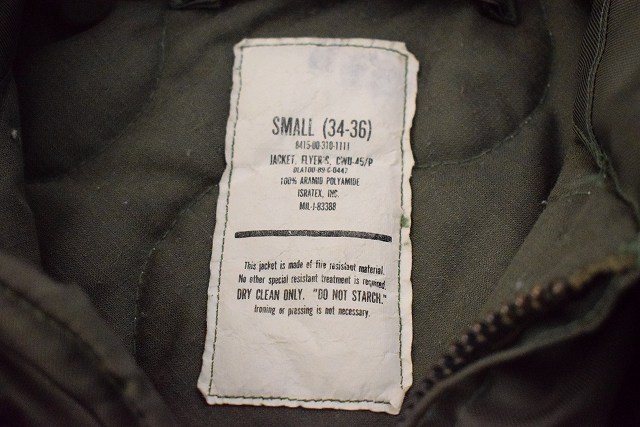 SMALL (34-36)
8415-00-310-1111
JACKET, FLYER'S, CWU-45/P
DLA100-89-C-0442
100% ARAMID POLYAMIDE
ISRATEX, INC.
MIL-J-83388
This jacket is made of fire resistant material.
No other special resistant treatment is required.
DRY CLEAN ONLY. "DO NOT STARCH."
Ironing or pressing is not necessary.